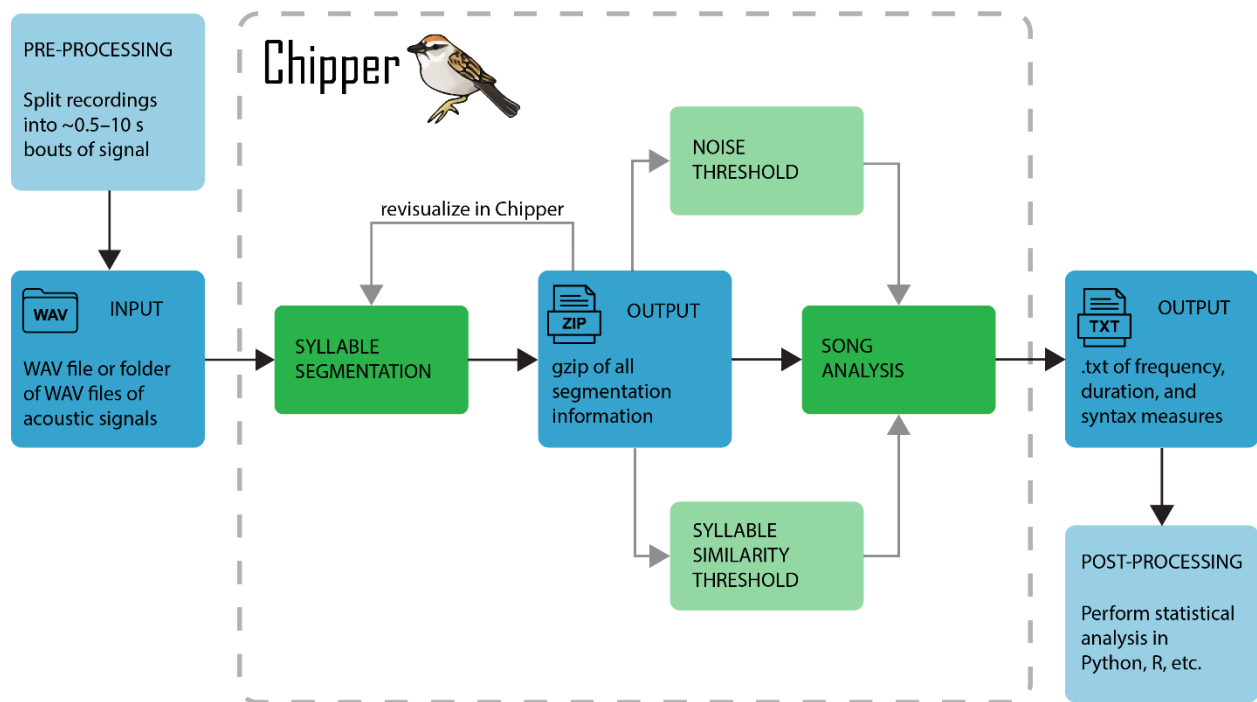 PRE-PROCESSING
Split recordings
into ~0.5–10 s
bouts of signal
Chipper
NOISE
THRESHOLD
revisualize in Chipper
WAV
INPUT
WAV file or folder
of WAV files of
acoustic signals
SYLLABLE
SEGMENTATION
ZIP
OUTPUT
gzip of all
segmentation
information
SONG
ANALYSIS
TXT
OUTPUT
.txt of frequency,
duration, and
syntax measures
SYLLABLE
SIMILARITY
THRESHOLD
POST-PROCESSING
Perform statistical
analysis in
Python, R, etc.